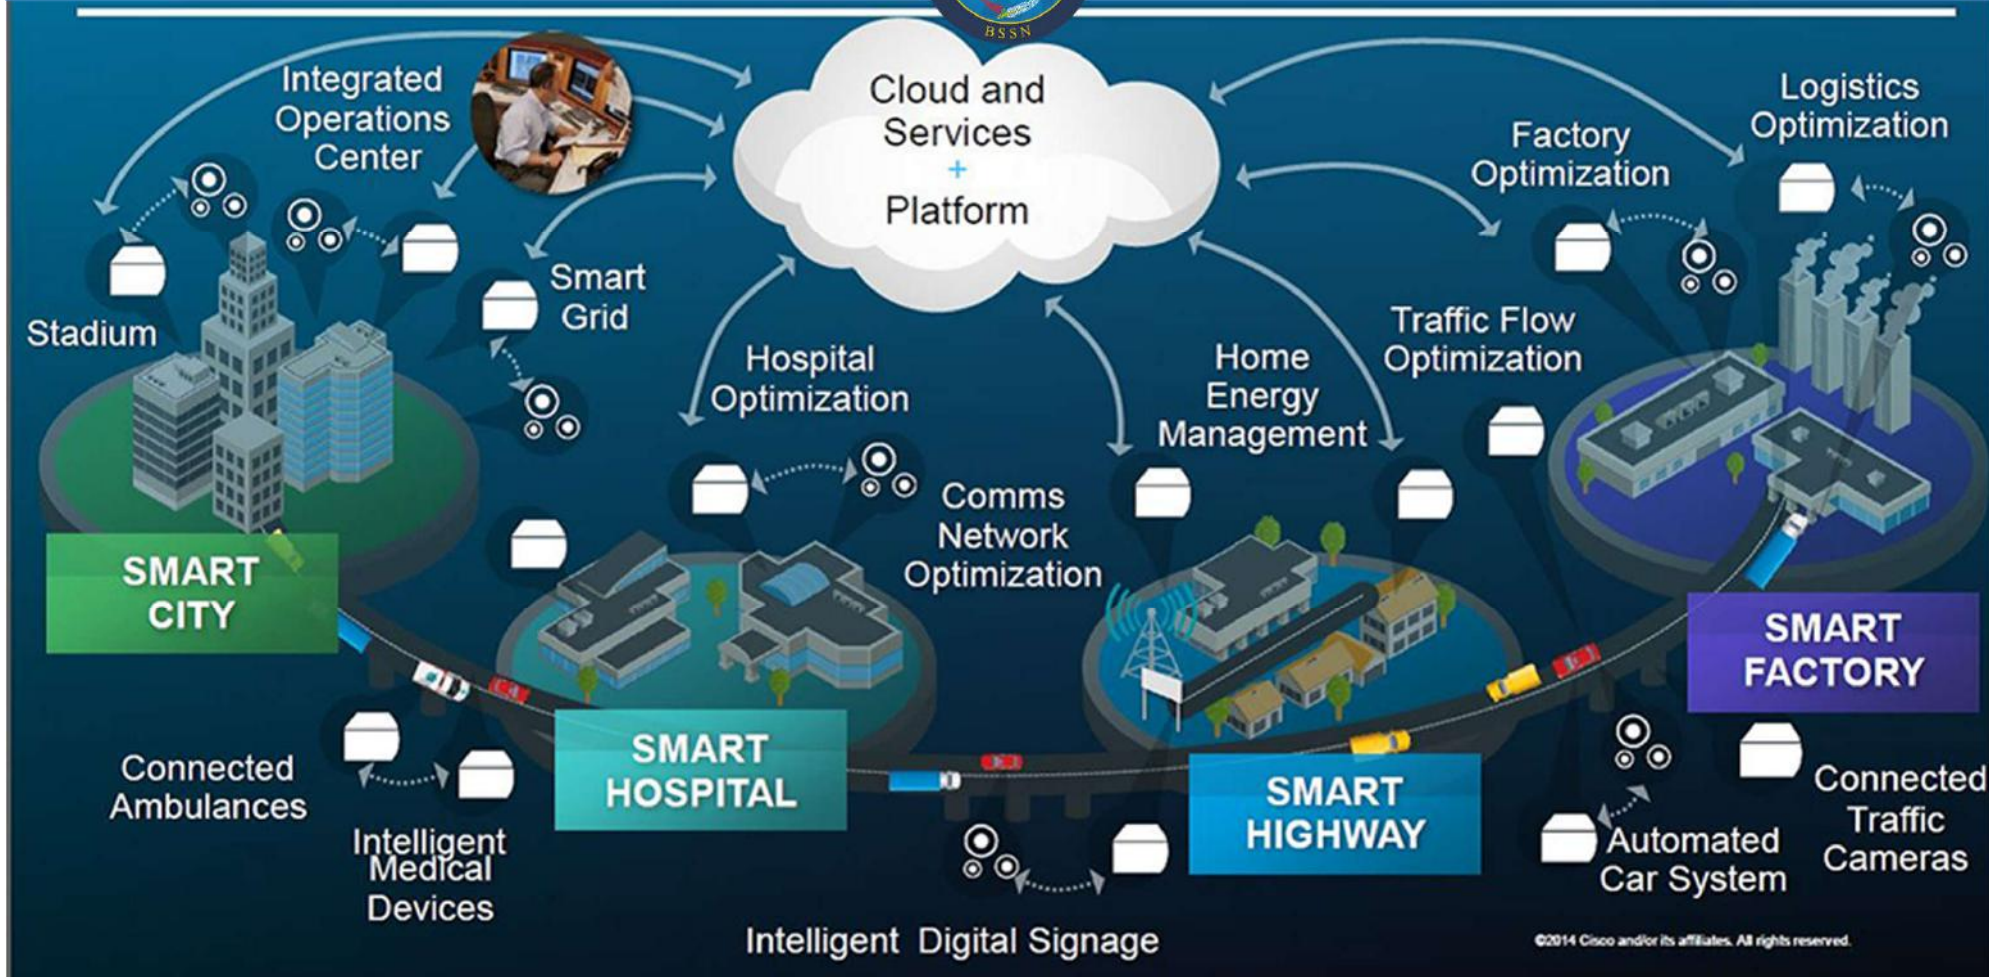 BSSN
Cloud and
Services
+
Platform
Integrated
Operations
Center
Stadium
Smart
Grid
Hospital
Optimization
Comms
Network
Optimization
Home
Energy
Management
Traffic Flow
Optimization
Factory
Optimization
Logistics
Optimization
SMART
CITY
SMART
HOSPITAL
SMART
HIGHWAY
SMART
FACTORY
Connected
Ambulances
Intelligent
Medical
Devices
Intelligent Digital Signage
Automated
Car System
Connected
Traffic
Cameras
©2014 Cisco and/or its affiliates. All rights reserved.